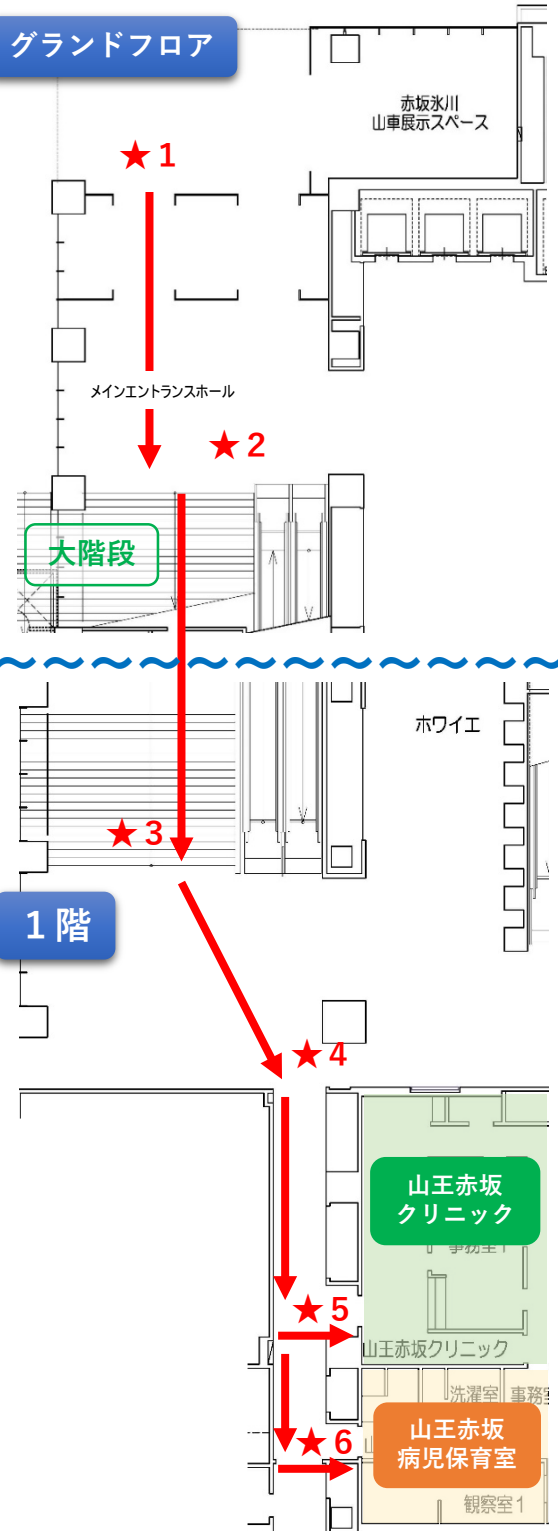 グランドフロア
赤坂氷川
山車展示スペース
★1
メインエントランスホール
★2
大階段
ホワイエ
★3
1階
★4
山王赤坂
クリニック
事務室1
★5
山王赤坂クリニック
洗濯室 事務室
★6
山王赤坂
病児保育室
観察室1